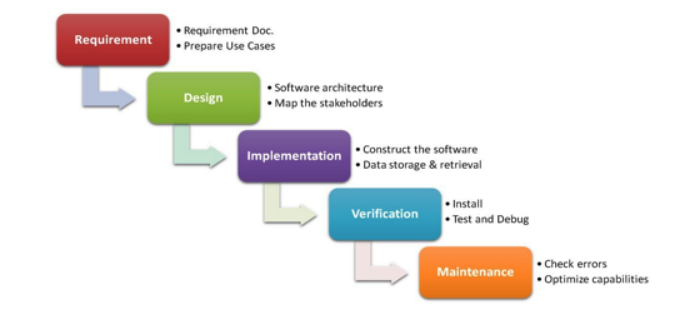 Requirement
• Requirement Doc.
• Prepare Use Cases
Design
• Software architecture
• Map the stakeholders
Implementation
• Construct the software
• Data storage & retrieval
Verification
• Install
• Test and Debug
Maintenance
• Check errors
• Optimize capabilities